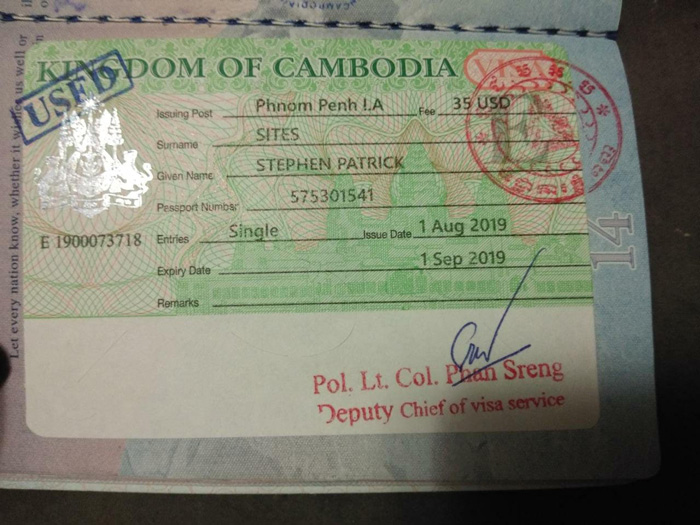 KINGDOM OF CAMBODIA VISA
USED
Issuing Post Phnom Penh I.A Fee 35 USD
Surname SITES
Given Name STEPHEN PATRICK
Passport Number 575301541
E 1900073718
Entries Single Issue Date 1 Aug 2019
Expiry Date 1 Sep 2019
Remarks
Pol. Lt. Col. Phan Sreng
Deputy Chief of visa service
14
Let every nation know, whether it wishes us well or